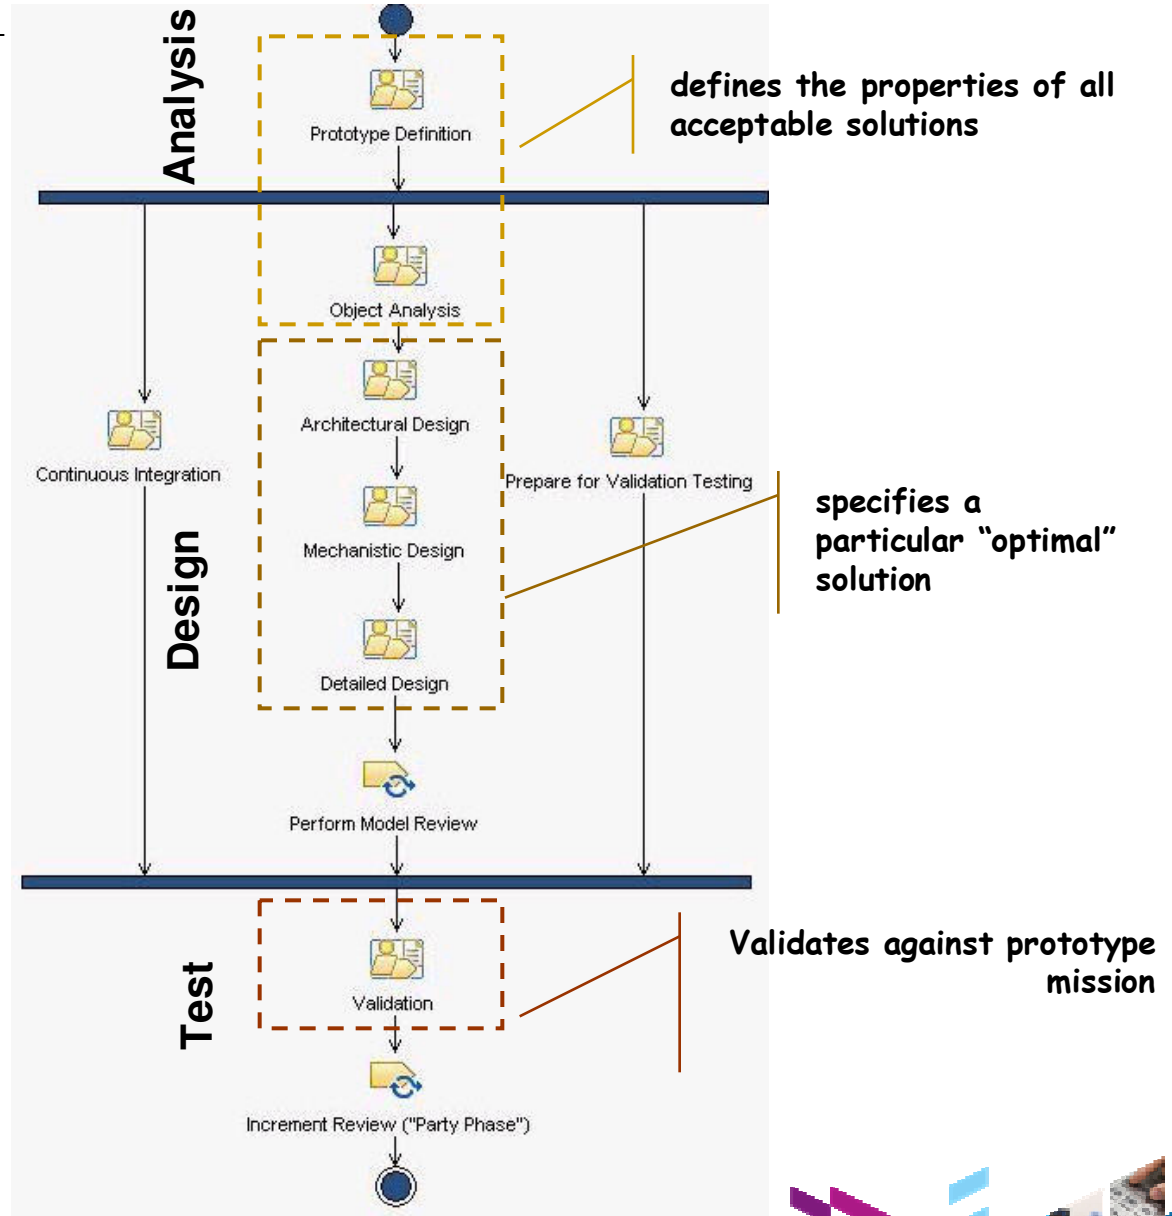 Analysis
defines the properties of all
acceptable solutions
Prototype Definition
Object Analysis
Architectural Design
Continuous Integration
Prepare for Validation Testing
specifies a
particular “optimal”
solution
Design
Mechanistic Design
Detailed Design
Perform Model Review
Validates against prototype
mission
Test
Validation
Increment Review ("Party Phase")